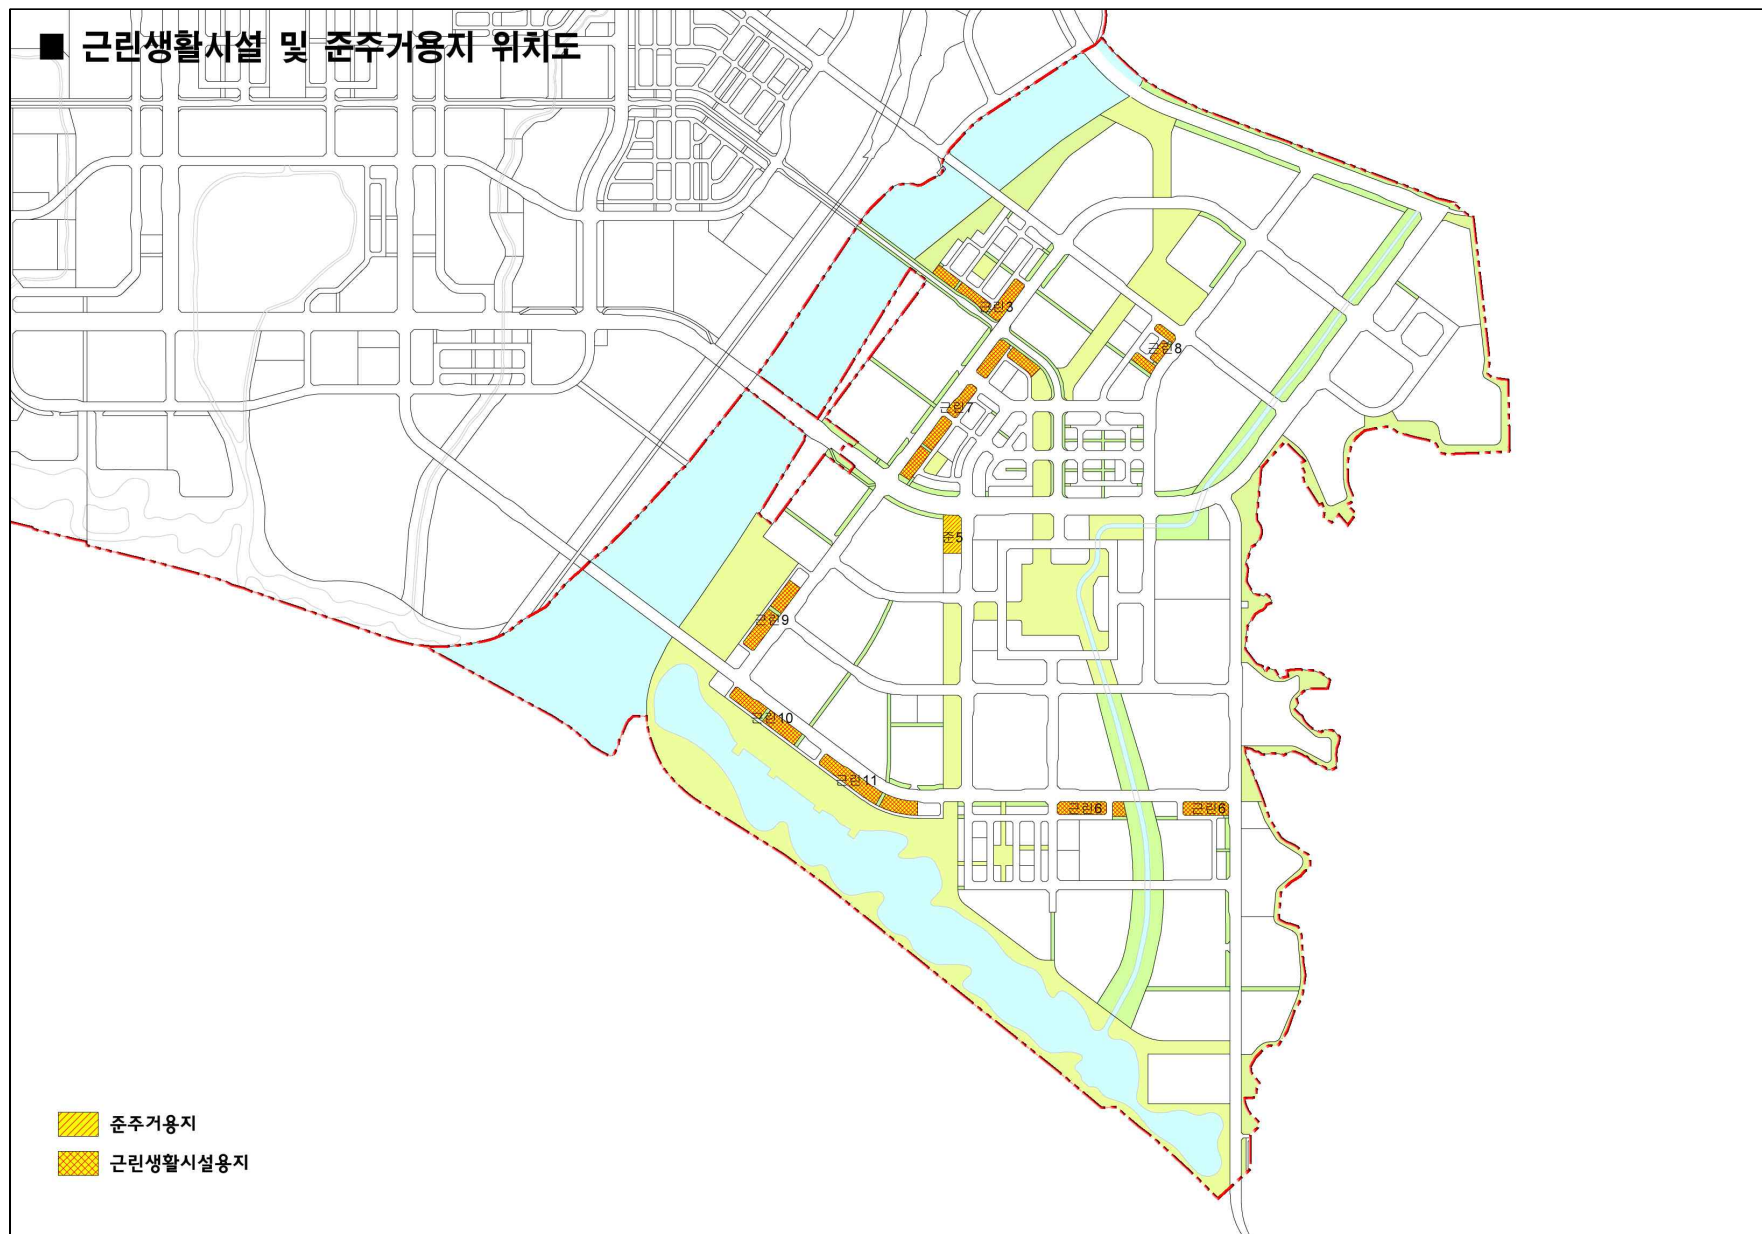 ■ 근린생활시설 및 준주거용지 위치도
근린3
근린8
근린7
준5
근린9
근린10
근린11
근린6
근린6
준주거용지
근린생활시설용지